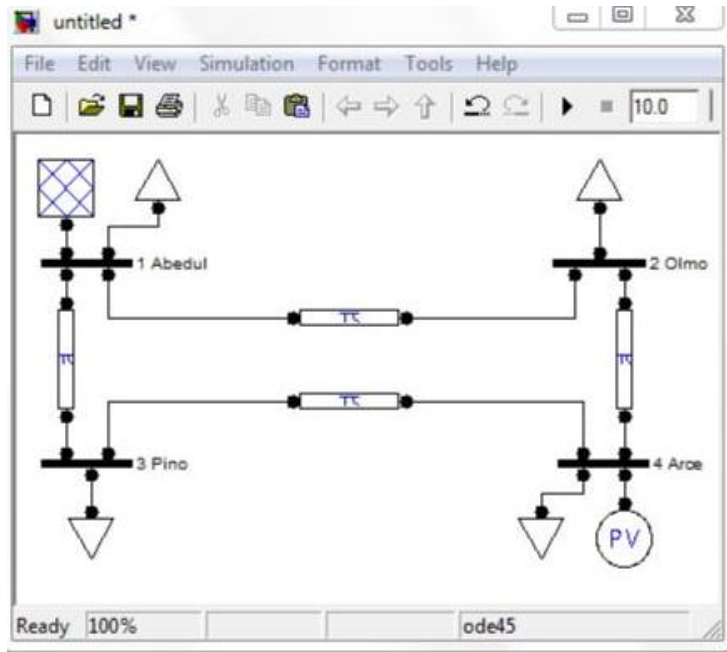 untitled *
File Edit View Simulation Format Tools Help
10.0
1 Abedul
2 Olmo
π
π
π
π
3 Pino
4 Arce
PV
Ready 100% ode45